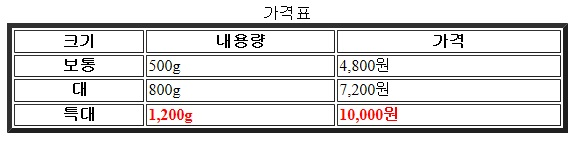 가격표
크기 내용량 가격
보통 500g 4,800원
대 800g 7,200원
특대 1,200g 10,000원